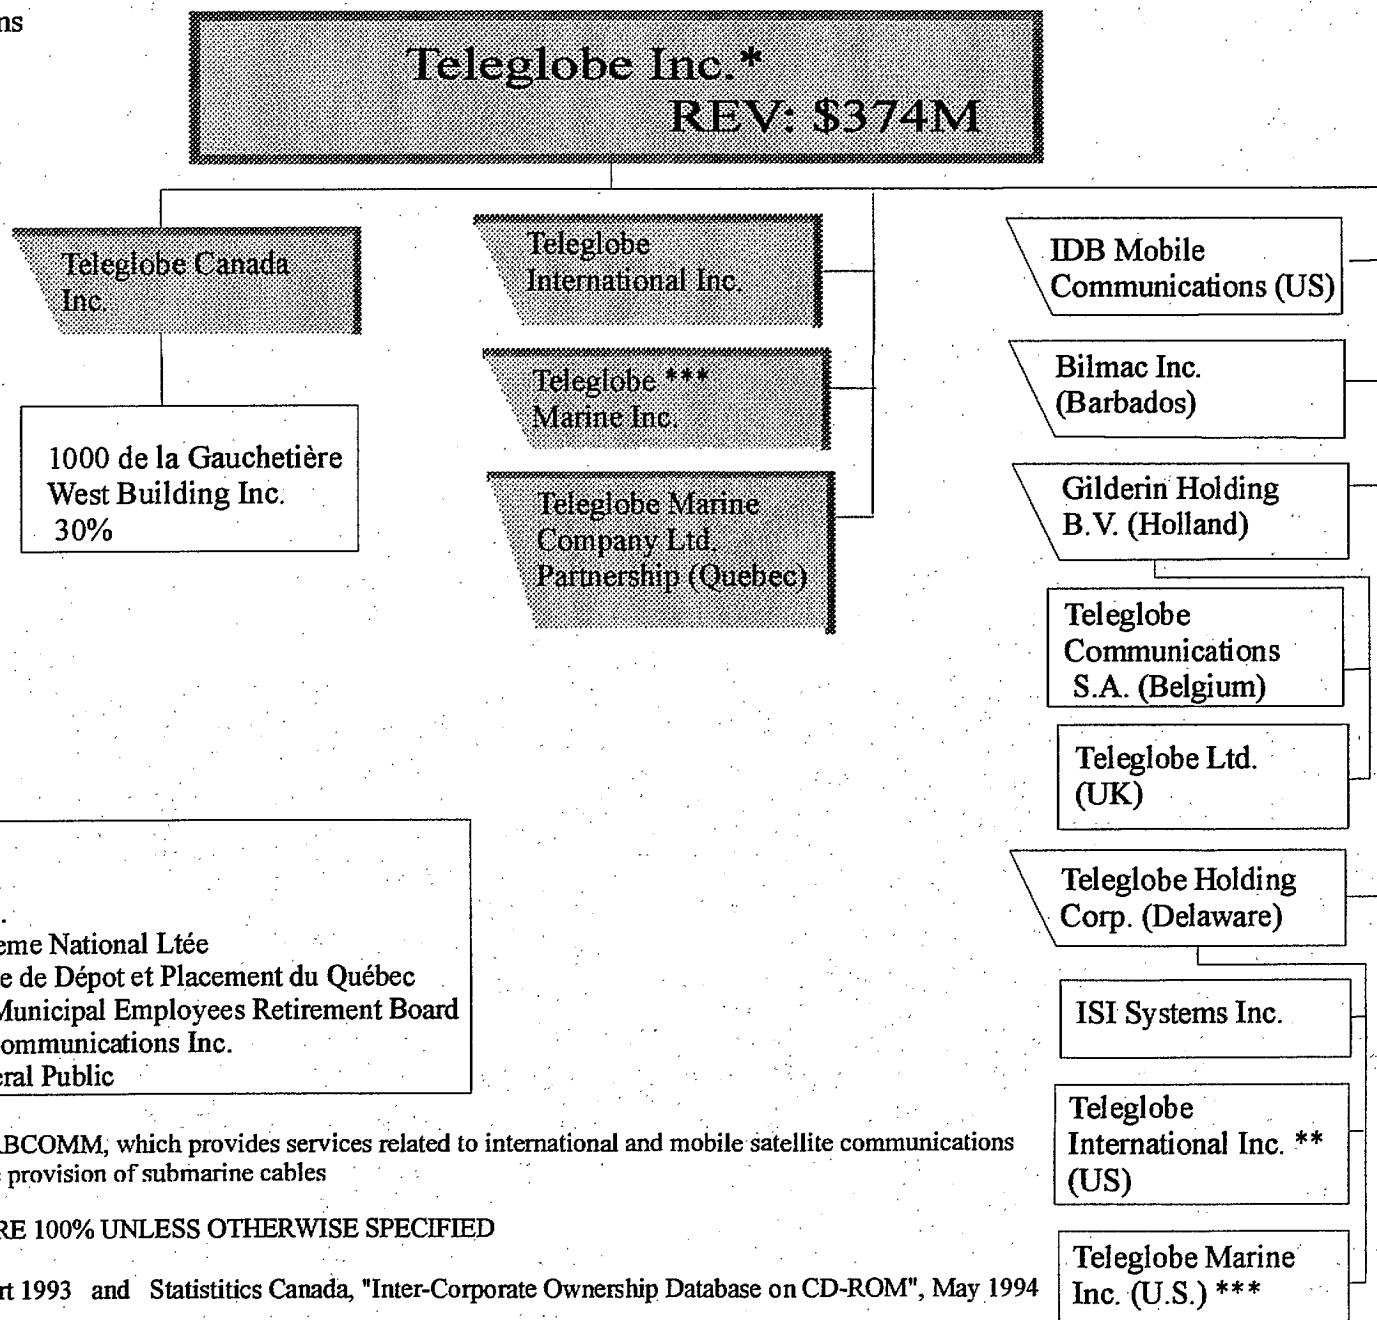 ns
Teleglobe Inc.*
REV: $374M
Teleglobe Canada
Inc.
1000 de la Gauchetière
West Building Inc.
30%
Teleglobe
International Inc.
Teleglobe ***
Marine Inc.
Teleglobe Marine
Company Ltd.
Partnership (Quebec)
IDB Mobile
Communications (US)
Bilmac Inc.
(Barbados)
Gilderin Holding
B.V. (Holland)
Teleglobe
Communications
S.A. (Belgium)
Teleglobe Ltd.
(UK)
Teleglobe Holding
Corp. (Delaware)
ISI Systems Inc.
Teleglobe
International Inc. **
(US)
Teleglobe Marine
Inc. (U.S.) ***
.
eme National Ltée
e de Dépot et Placement du Québec
Municipal Employees Retirement Board
ommunications Inc.
eral Public
BCOMM, which provides services related to international and mobile satellite communications
e provision of submarine cables
RE 100% UNLESS OTHERWISE SPECIFIED
rt 1993 and Statistitics Canada, "Inter-Corporate Ownership Database on CD-ROM", May 1994